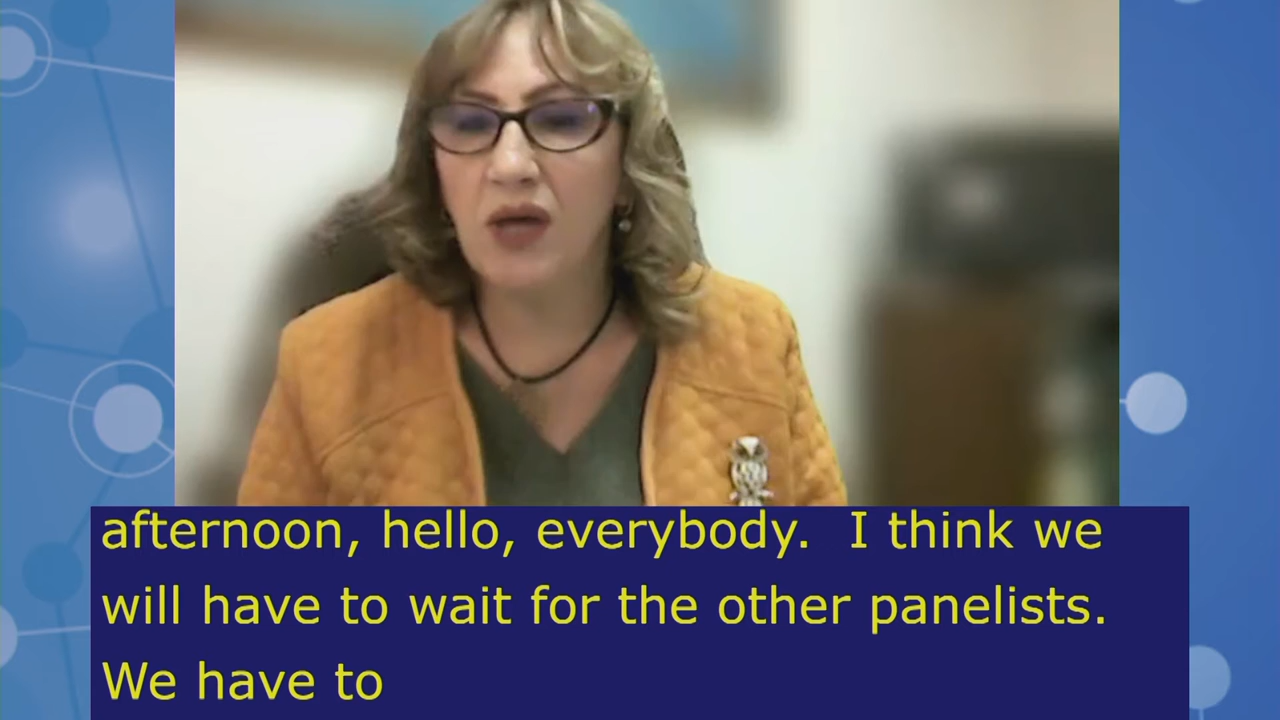 afternoon, hello, everybody.  I think we
will have to wait for the other panelists.
We have to